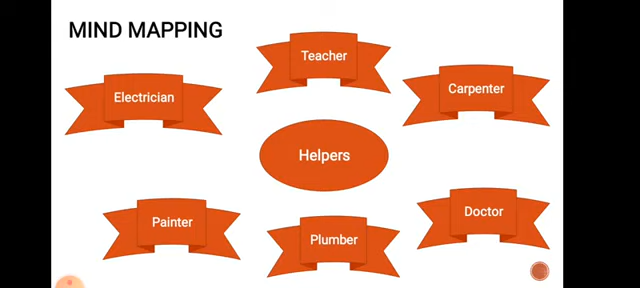 MIND MAPPING
Teacher
Electrician
Carpenter
Helpers
Painter
Plumber
Doctor